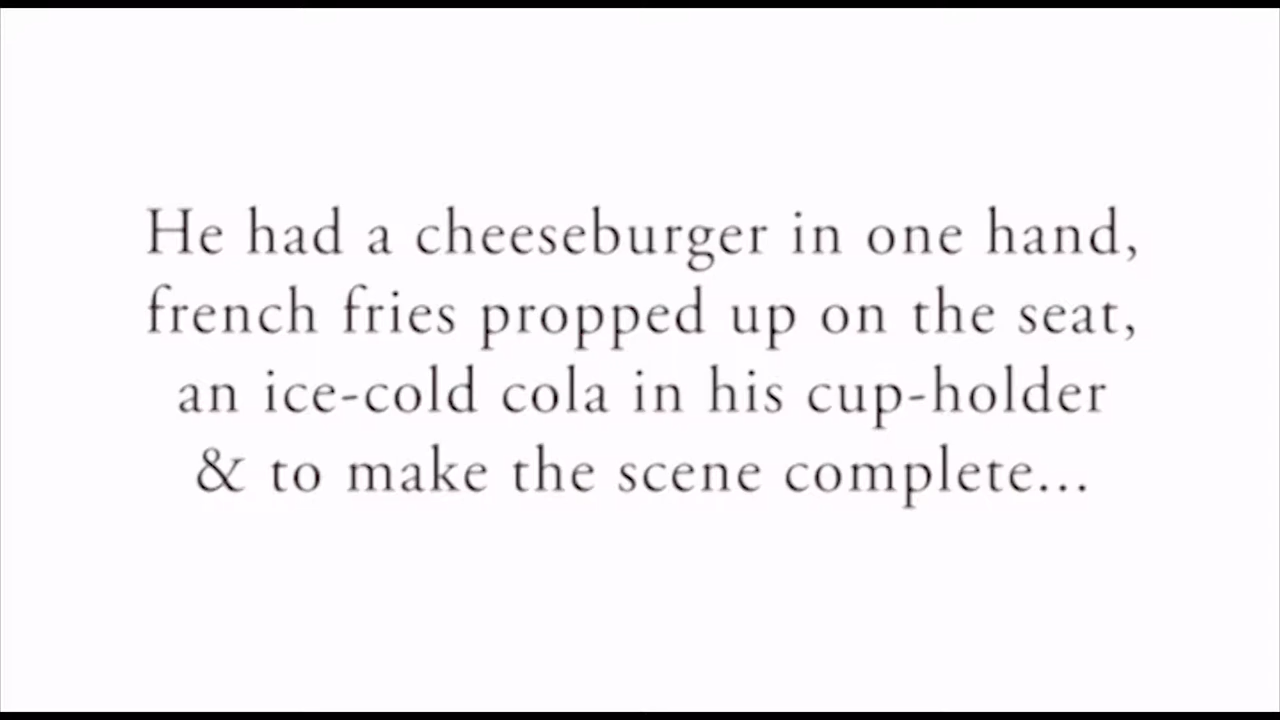 He had a cheeseburger in one hand,
french fries propped up on the seat,
an ice-cold cola in his cup-holder
& to make the scene complete...